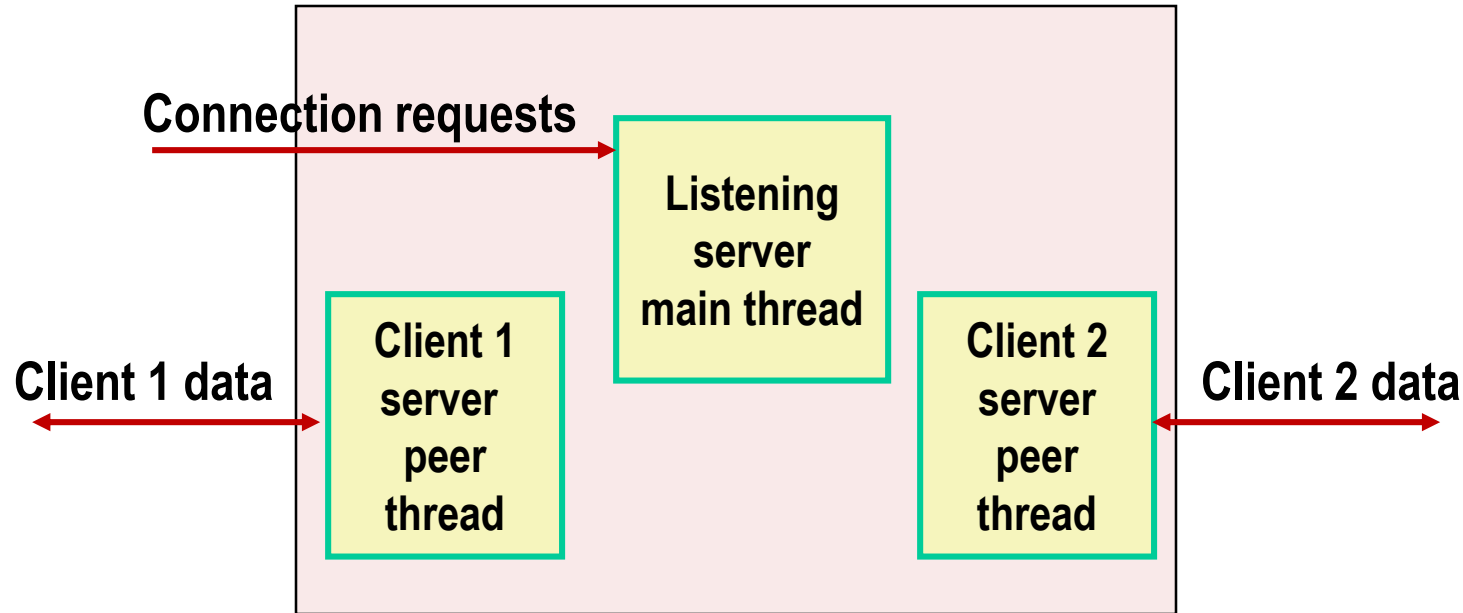 Connection requests
Listening
server
main thread
Client 1
server
peer
thread
Client 2
server
peer
thread
Client 1 data
Client 2 data